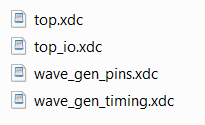 top.xdc
top_io.xdc
wave_gen_pins.xdc
wave_gen_timing.xdc